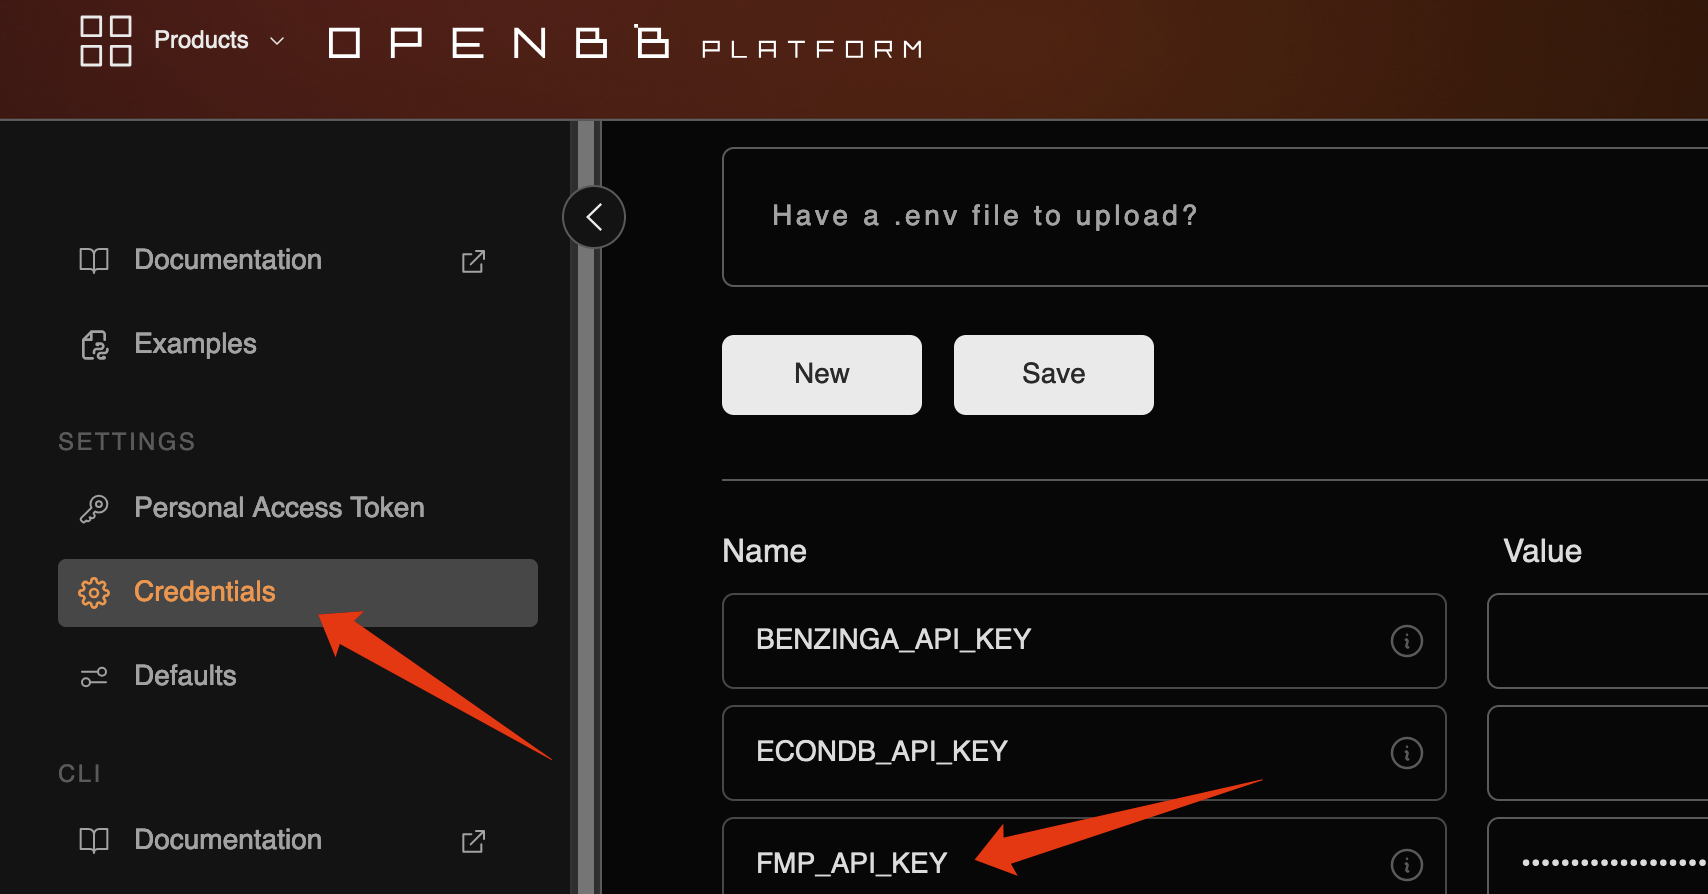 Products
OPENBB PLATFORM
Documentation
Examples
SETTINGS
Personal Access Token
Credentials
Defaults
CLI
Documentation
Have a .env file to upload?
New
Save
Name
Value
BENZINGA_API_KEY
ECONDB_API_KEY
FMP_API_KEY